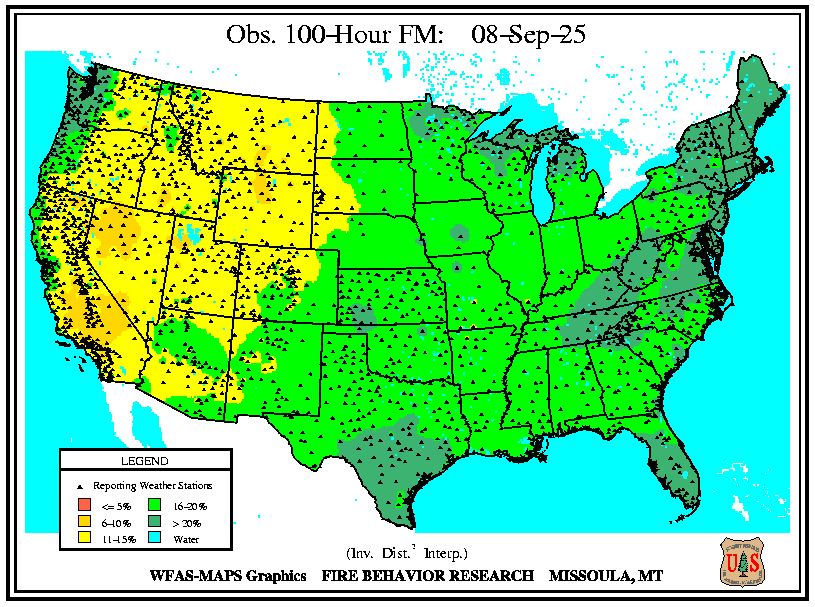 Obs. 100-Hour FM: 08-Sep-25
LEGEND
Reporting Weather Stations
<= 5% 16-20%
6-10% > 20%
11-15% Water
(Inv. Dist.² Interp.)
WFAS-MAPS Graphics FIRE BEHAVIOR RESEARCH MISSOULA, MT
U S